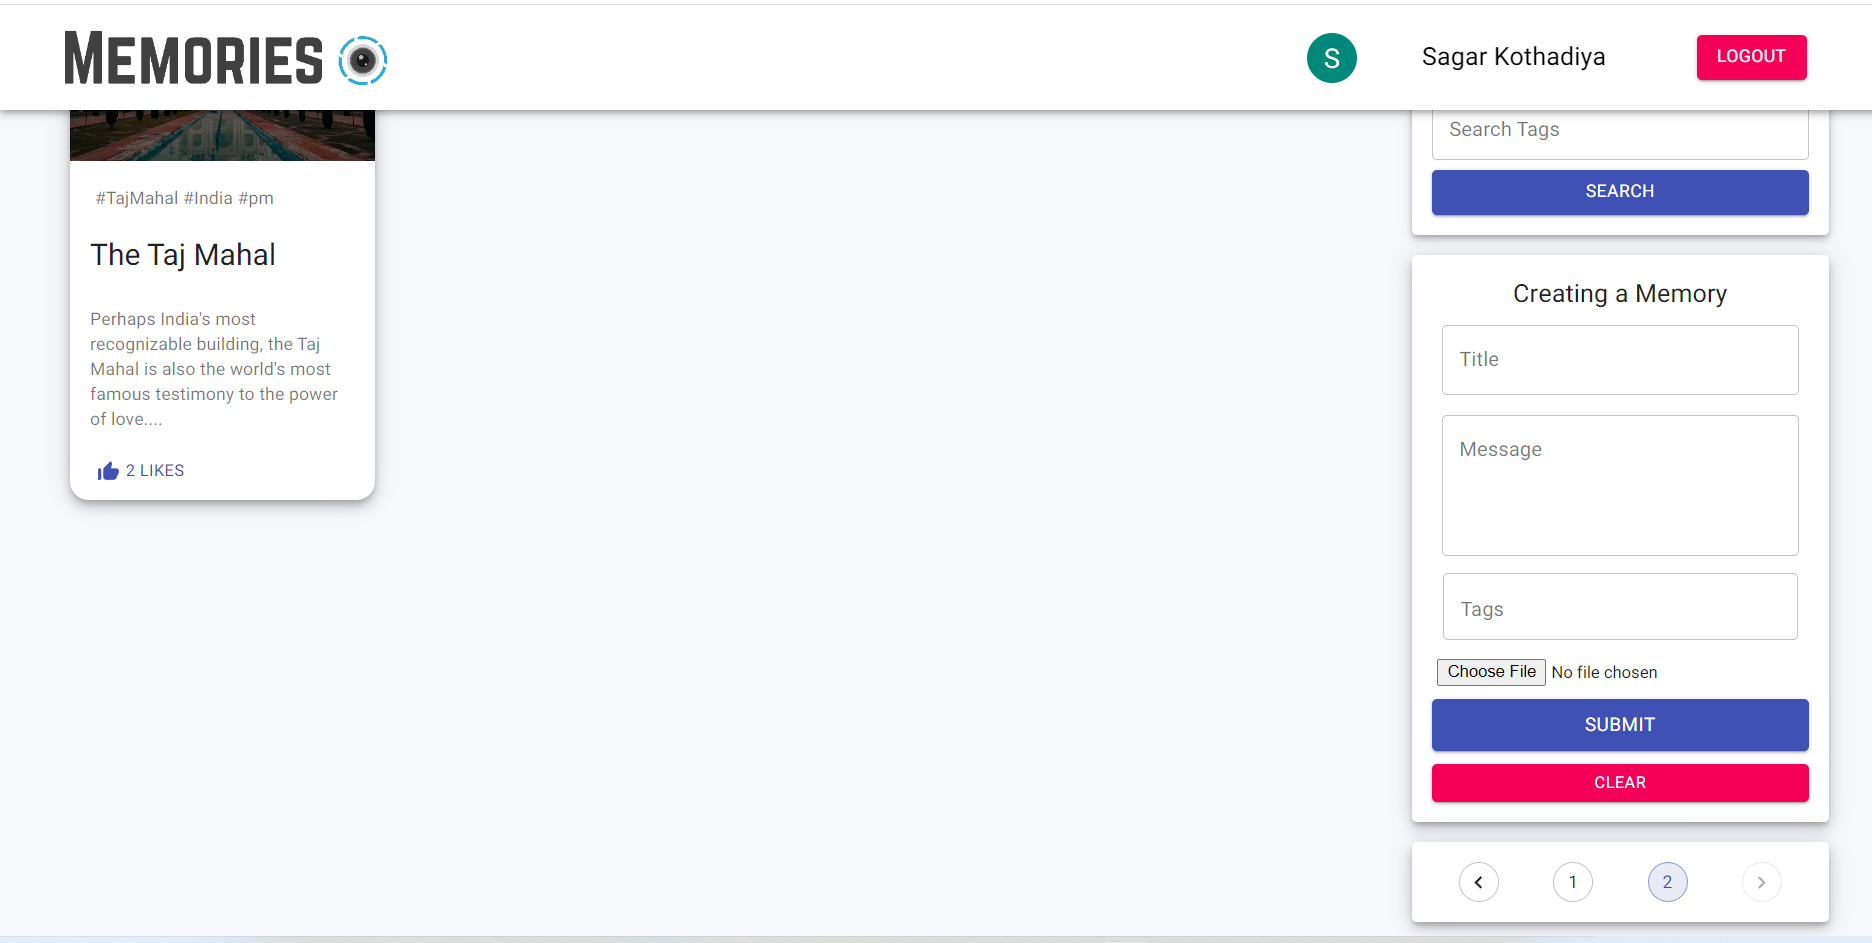 MEMORIES
S
Sagar Kothadiya
LOGOUT
#TajMahal #India #pm
The Taj Mahal
Perhaps India's most
recognizable building, the Taj
Mahal is also the world's most
famous testimony to the power
of love....
2 LIKES
Search Tags
SEARCH
Creating a Memory
Title
Message
Tags
Choose File No file chosen
SUBMIT
CLEAR
1 2